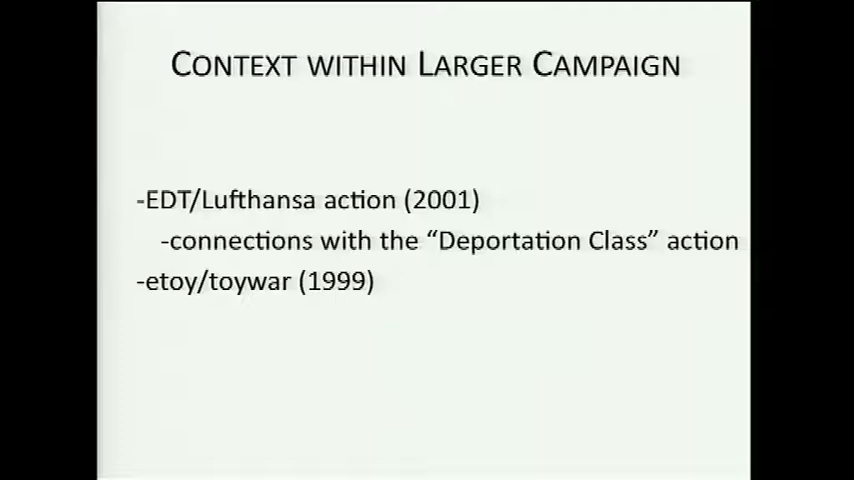 CONTEXT WITHIN LARGER CAMPAIGN
-EDT/Lufthansa action (2001)
-connections with the “Deportation Class” action
-etoy/toywar (1999)